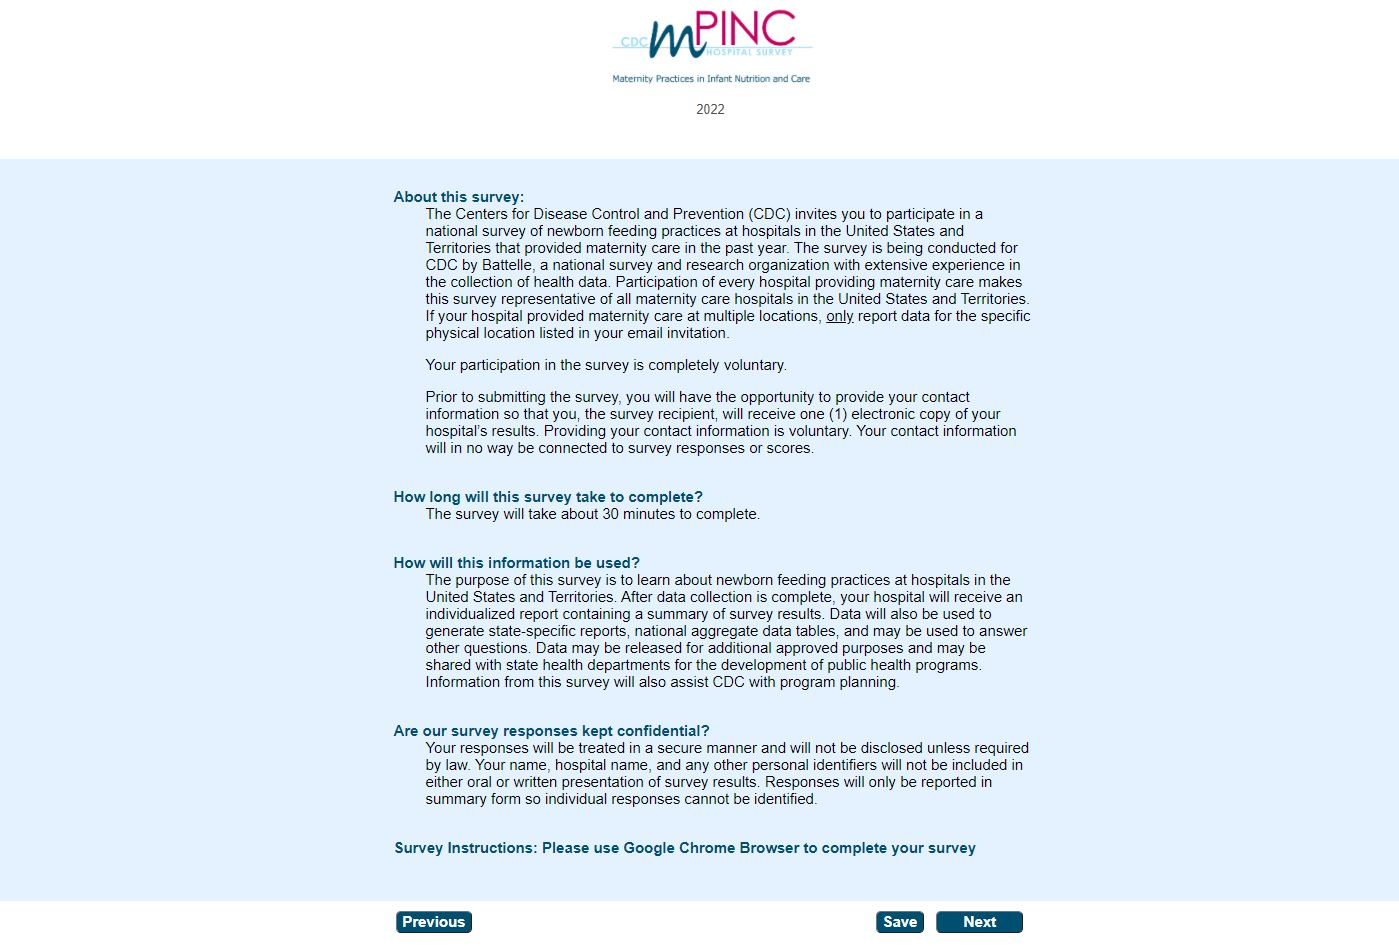 CDC mPINC
HOSPITAL SURVEY
Maternity Practices in Infant Nutrition and Care
2022
About this survey:
The Centers for Disease Control and Prevention (CDC) invites you to participate in a
national survey of newborn feeding practices at hospitals in the United States and
Territories that provided maternity care in the past year. The survey is being conducted for
CDC by Battelle, a national survey and research organization with extensive experience in
the collection of health data. Participation of every hospital providing maternity care makes
this survey representative of all maternity care hospitals in the United States and Territories.
If your hospital provided maternity care at multiple locations, only report data for the specific
physical location listed in your email invitation.
Your participation in the survey is completely voluntary.
Prior to submitting the survey, you will have the opportunity to provide your contact
information so that you, the survey recipient, will receive one (1) electronic copy of your
hospital’s results. Providing your contact information is voluntary. Your contact information
will in no way be connected to survey responses or scores.
How long will this survey take to complete?
The survey will take about 30 minutes to complete.
How will this information be used?
The purpose of this survey is to learn about newborn feeding practices at hospitals in the
United States and Territories. After data collection is complete, your hospital will receive an
individualized report containing a summary of survey results. Data will also be used to
generate state-specific reports, national aggregate data tables, and may be used to answer
other questions. Data may be released for additional approved purposes and may be
shared with state health departments for the development of public health programs.
Information from this survey will also assist CDC with program planning.
Are our survey responses kept confidential?
Your responses will be treated in a secure manner and will not be disclosed unless required
by law. Your name, hospital name, and any other personal identifiers will not be included in
either oral or written presentation of survey results. Responses will only be reported in
summary form so individual responses cannot be identified.
Survey Instructions: Please use Google Chrome Browser to complete your survey
Previous Save Next